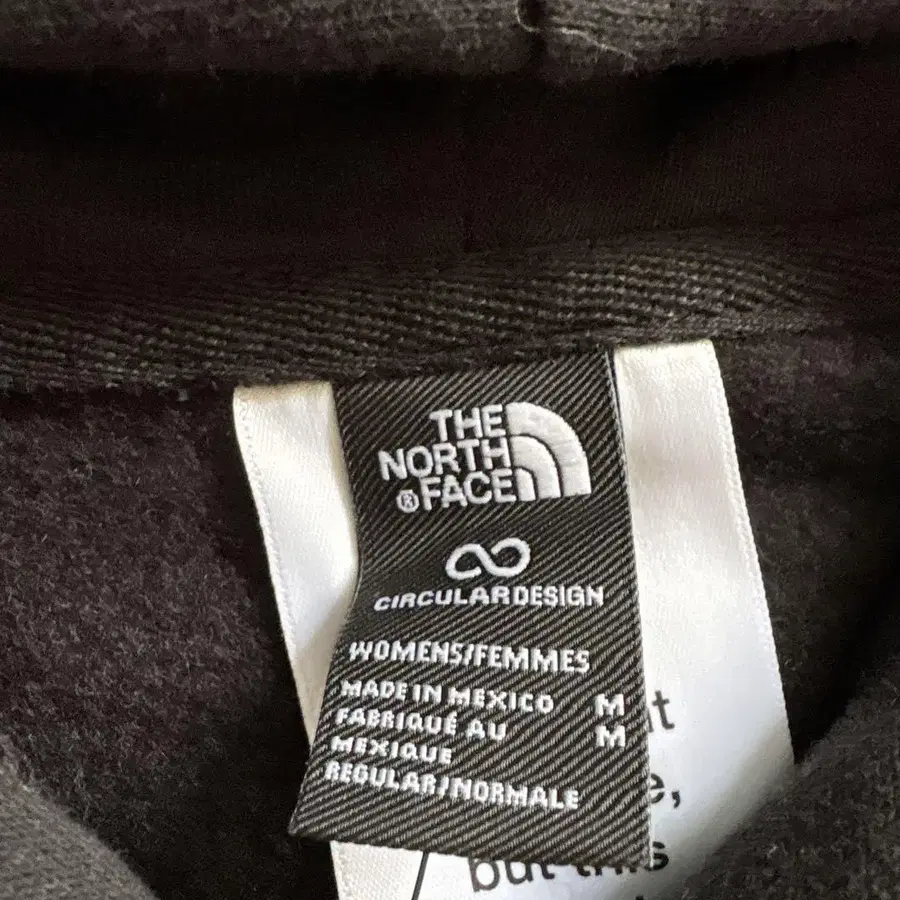 THE
NORTH
® FACE
CIRCULARDESIGN
WOMENS/FEMMES
MADE IN MEXICO M
FABRIQUÉ AU M
MEXIQUE
REGULAR/NORMALE
but this